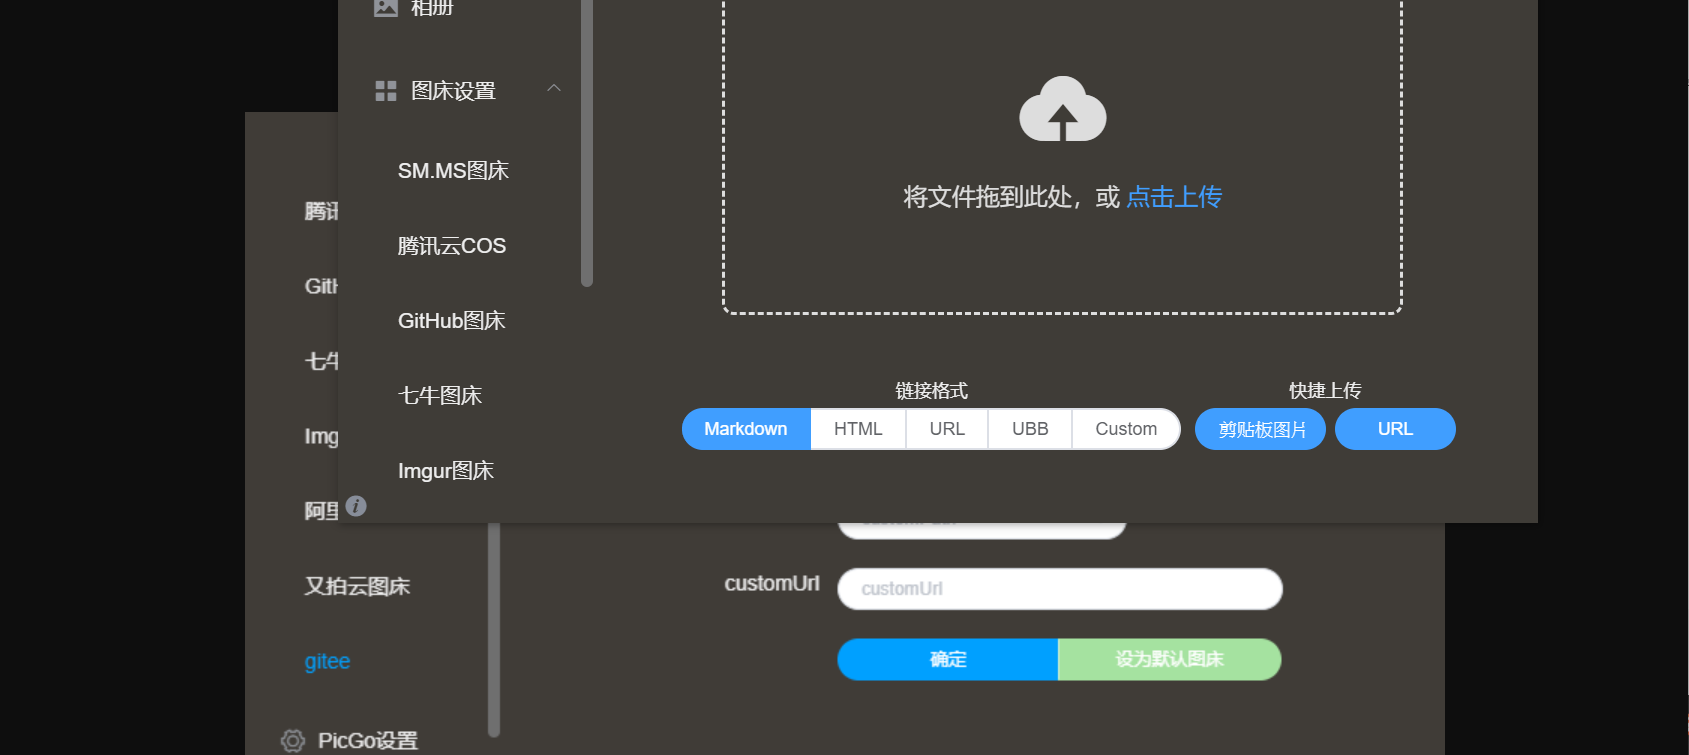 相册
图床设置
SM.MS图床
腾讯云COS
GitHub图床
七牛图床
Imgur图床
将文件拖到此处，或 点击上传
链接格式
Markdown HTML URL UBB Custom
快捷上传
剪贴板图片 URL
腾讯
GitH
七牛
Img
阿里
又拍云图床
gitee
PicGo设置
customUrl
customUrl
确定 设为默认图床